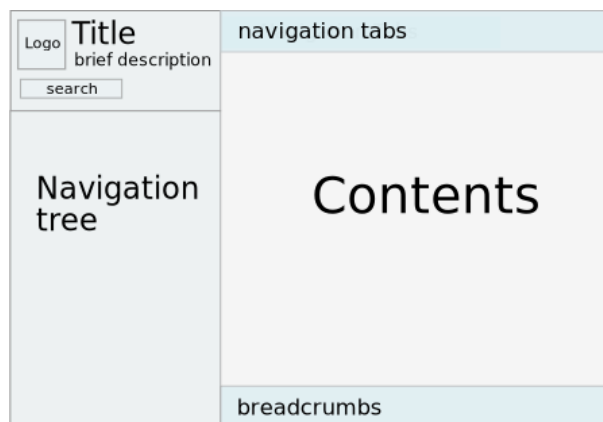 Logo
Title
brief description
search
navigation tabs
Navigation
tree
Contents
breadcrumbs